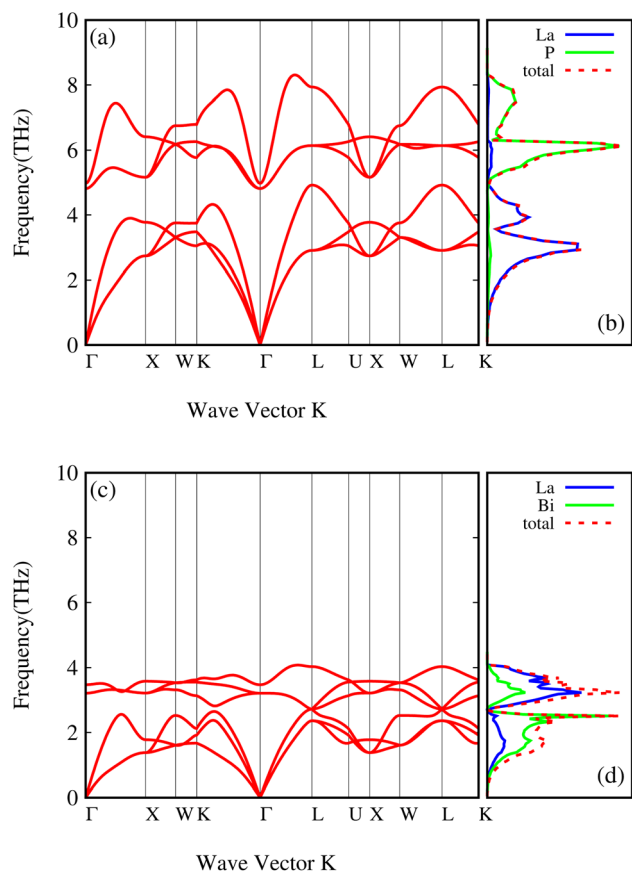 10
(a)
La
P
total
8
6
4
2
0
Frequency(THz)
(b)
Γ X W K Γ L U X W L K
Wave Vector K
10
(c)
La
Bi
total
8
6
4
2
0
Frequency(THz)
(d)
Γ X W K Γ L U X W L K
Wave Vector K